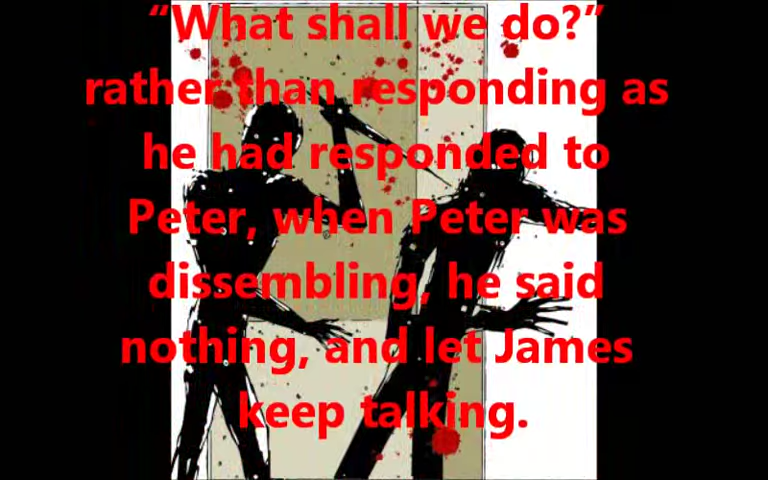 “What shall we do?”
rather than responding as
he had responded to
Peter, when Peter was
dissembling, he said
nothing, and let James
keep talking.